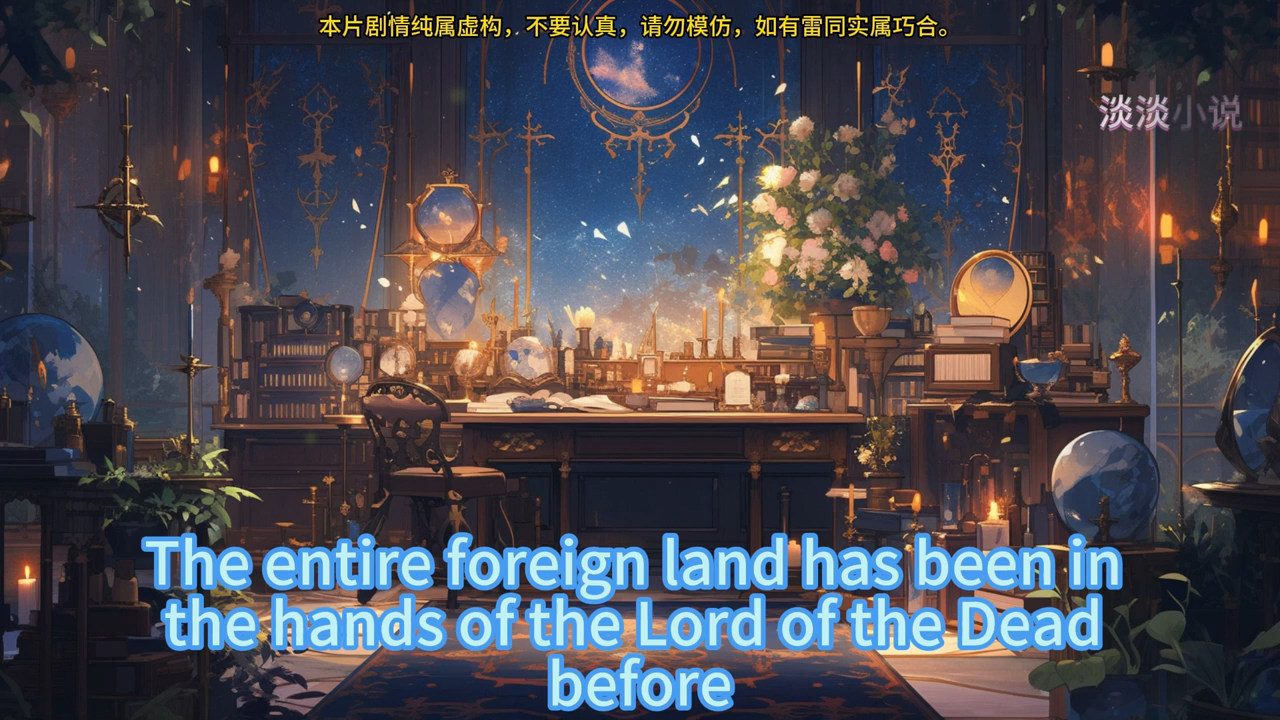 本片剧情纯属虚构，不要认真，请勿模仿，如有雷同实属巧合。
淡淡小说
The entire foreign land has been in
the hands of the Lord of the Dead
before